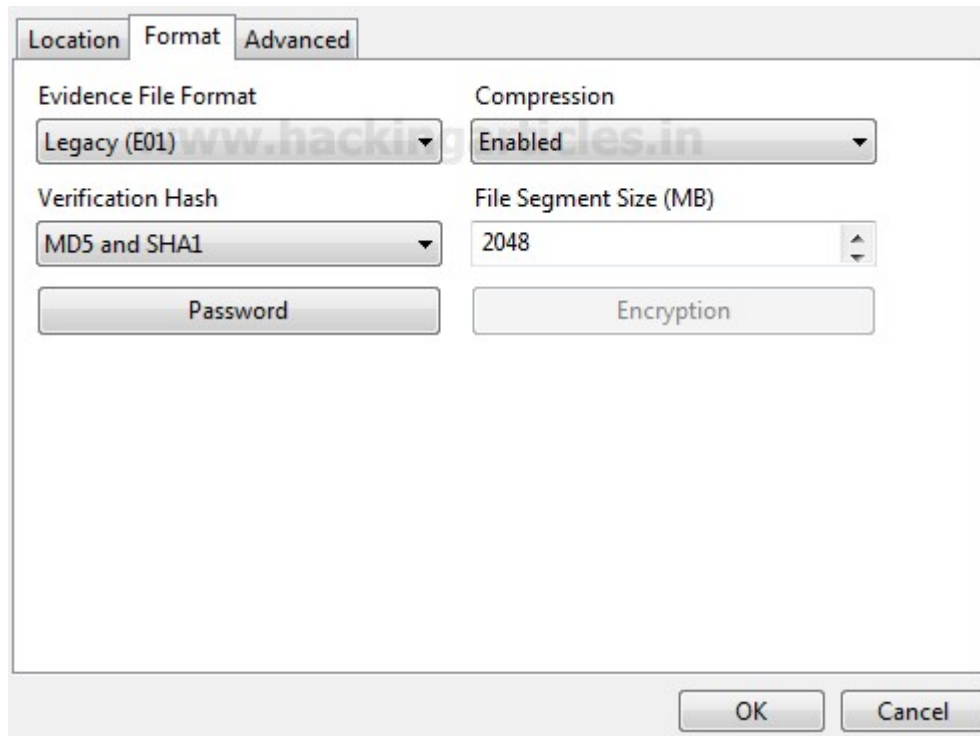 Location Format Advanced
Evidence File Format Compression
Legacy (E01) Enabled
www.hackingarticles.in
Verification Hash File Segment Size (MB)
MD5 and SHA1 2048
Password Encryption
OK Cancel